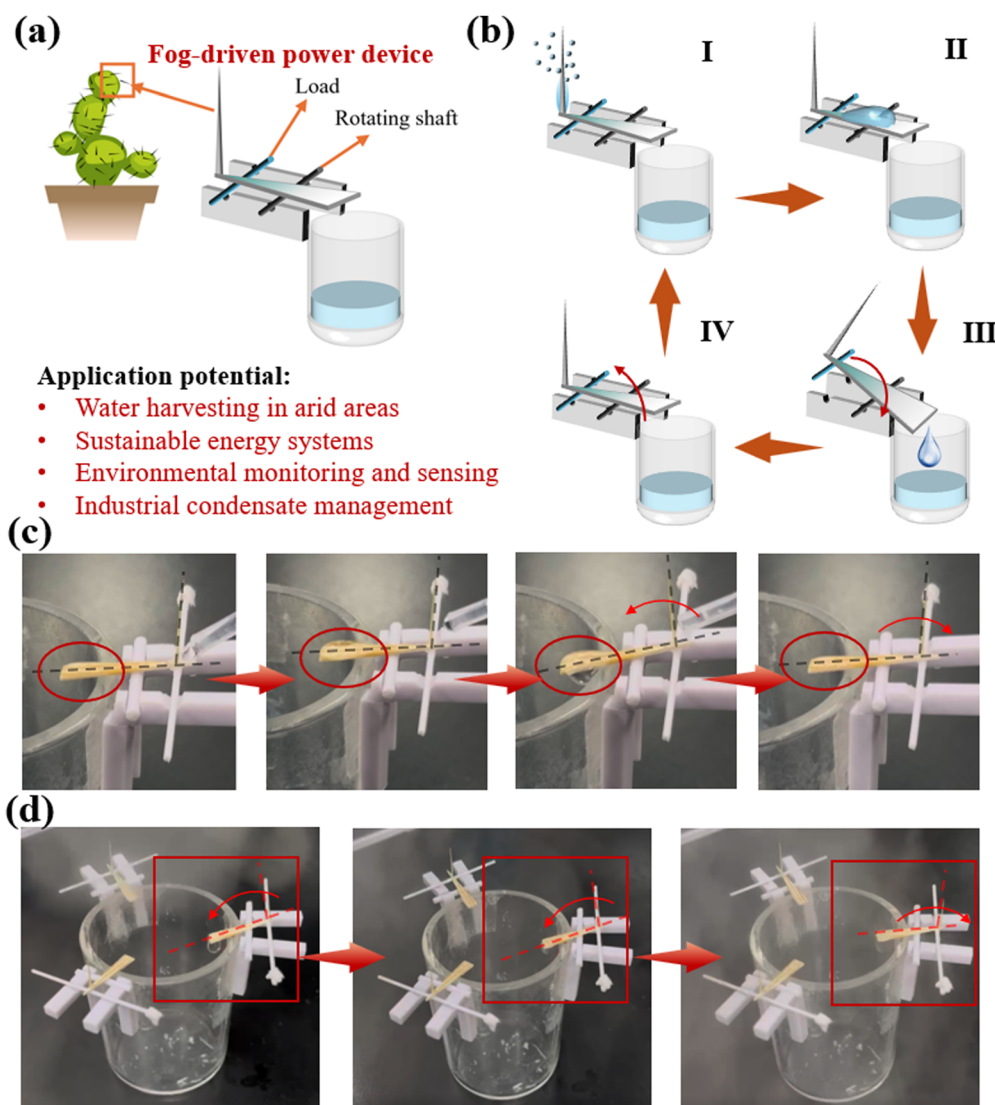 (a)
Fog-driven power device
Load
Rotating shaft
Application potential:
• Water harvesting in arid areas
• Sustainable energy systems
• Environmental monitoring and sensing
• Industrial condensate management
(b)
I
II
III
IV
(c)
(d)